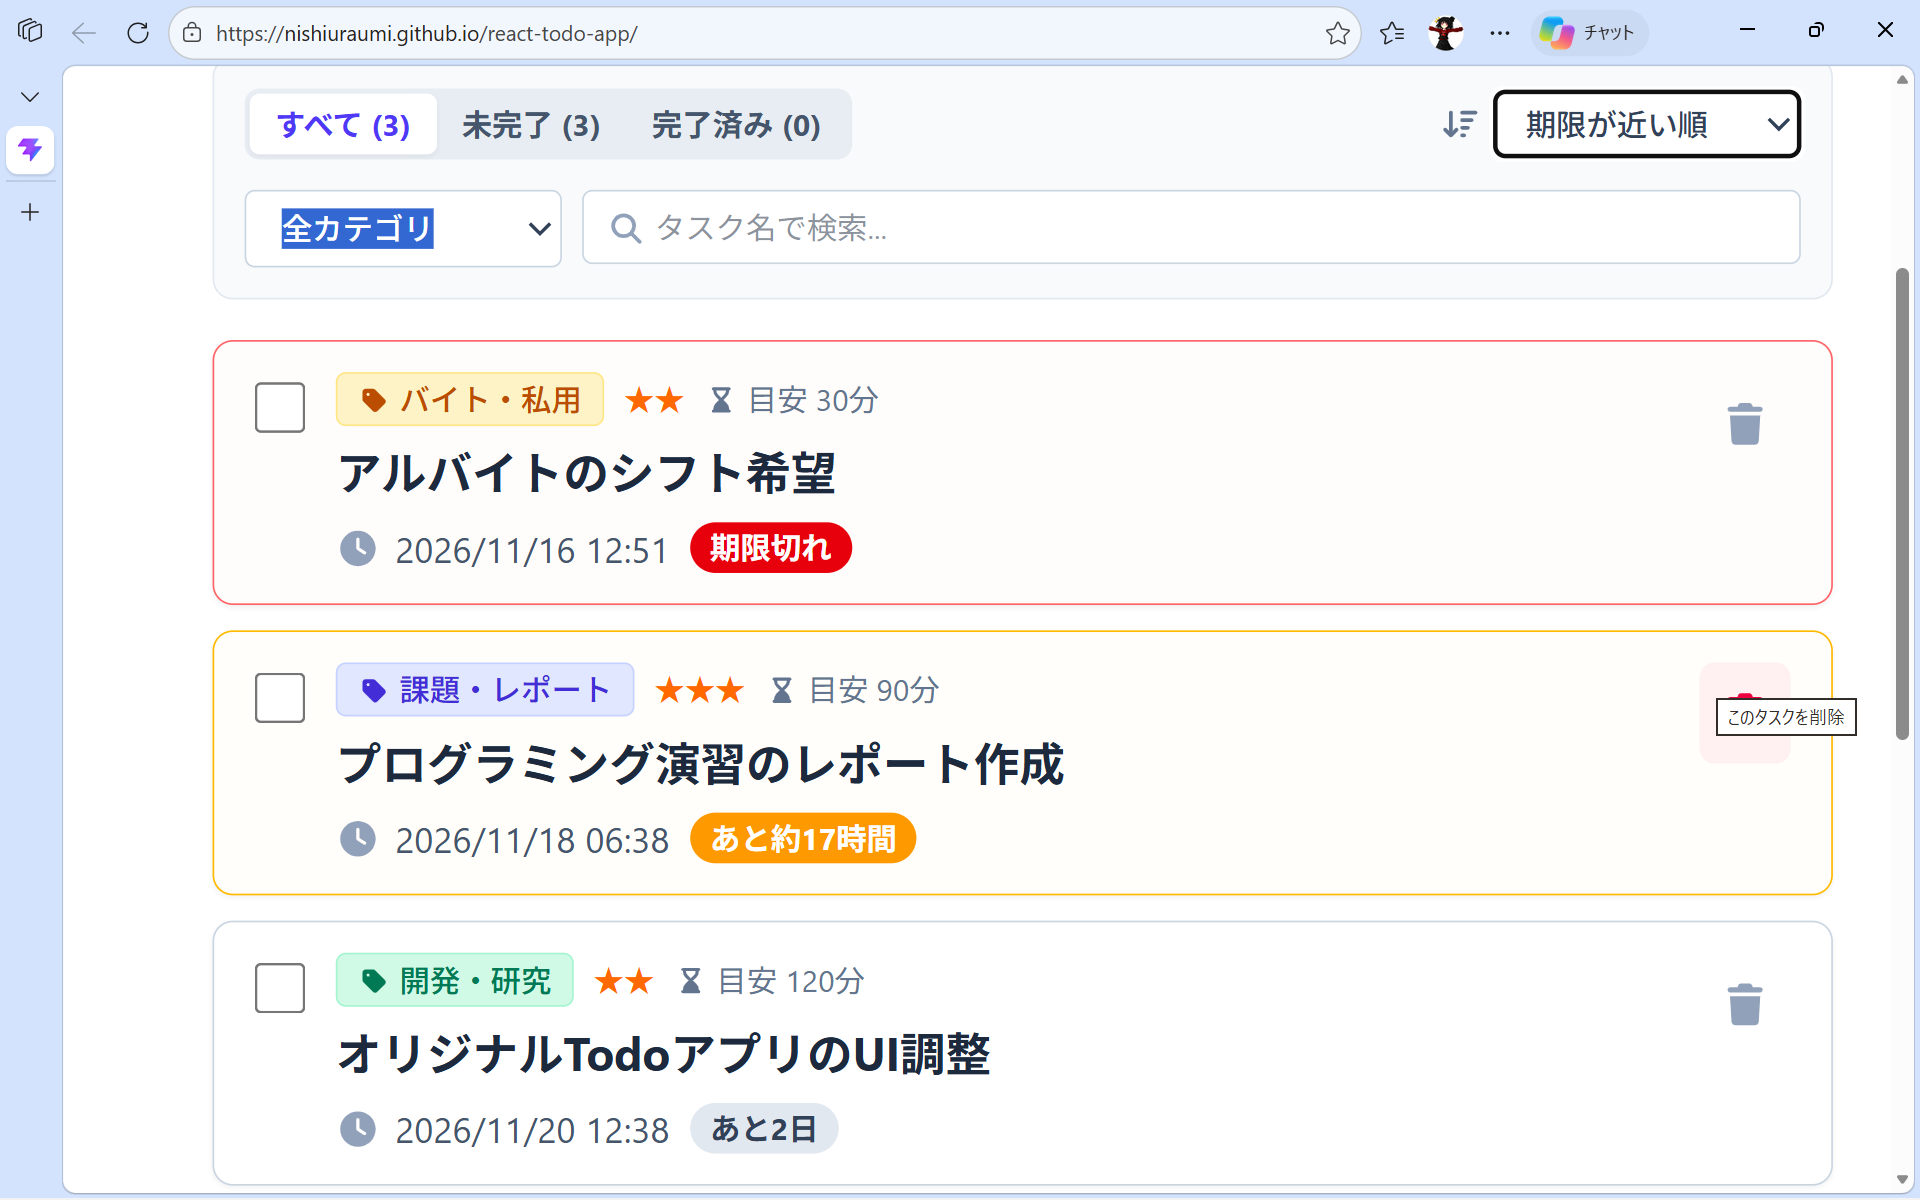 https://nishiuraumi.github.io/react-todo-app/
チャット
すべて (3) 未完了 (3) 完了済み (0)
期限が近い順
全カテゴリ
タスク名で検索...
バイト・私用 ★★ 目安 30分
アルバイトのシフト希望
2026/11/16 12:51 期限切れ
課題・レポート ★★★ 目安 90分
このタスクを削除
プログラミング演習のレポート作成
2026/11/18 06:38 あと約17時間
開発・研究 ★★ 目安 120分
オリジナルTodoアプリのUI調整
2026/11/20 12:38 あと2日